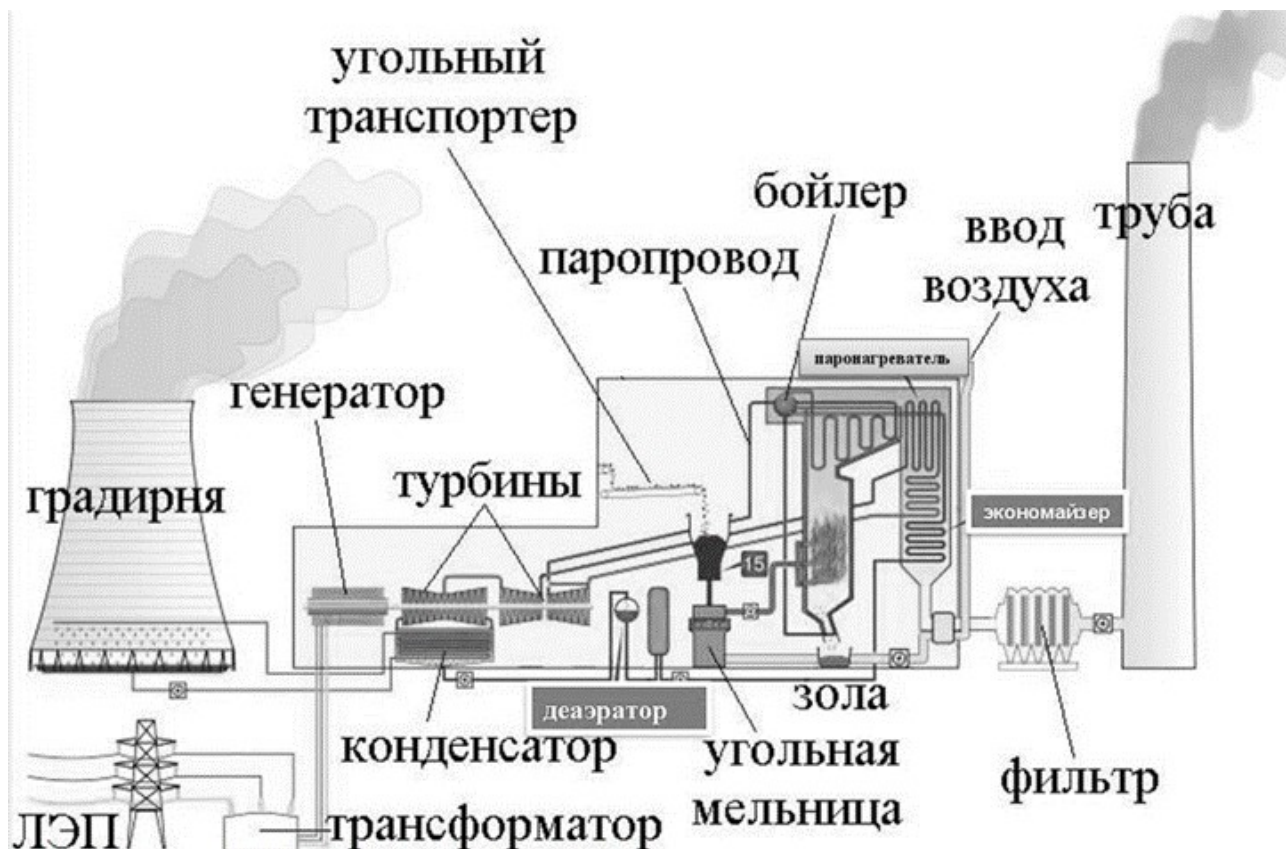 угольный
транспортер
бойлер
паропровод
ввод
воздуха
труба
паронагреватель
генератор
градирня
турбины
экономайзер
15
деаэратор
зола
конденсатор
угольная
мельница
фильтр
ЛЭП
трансформатор